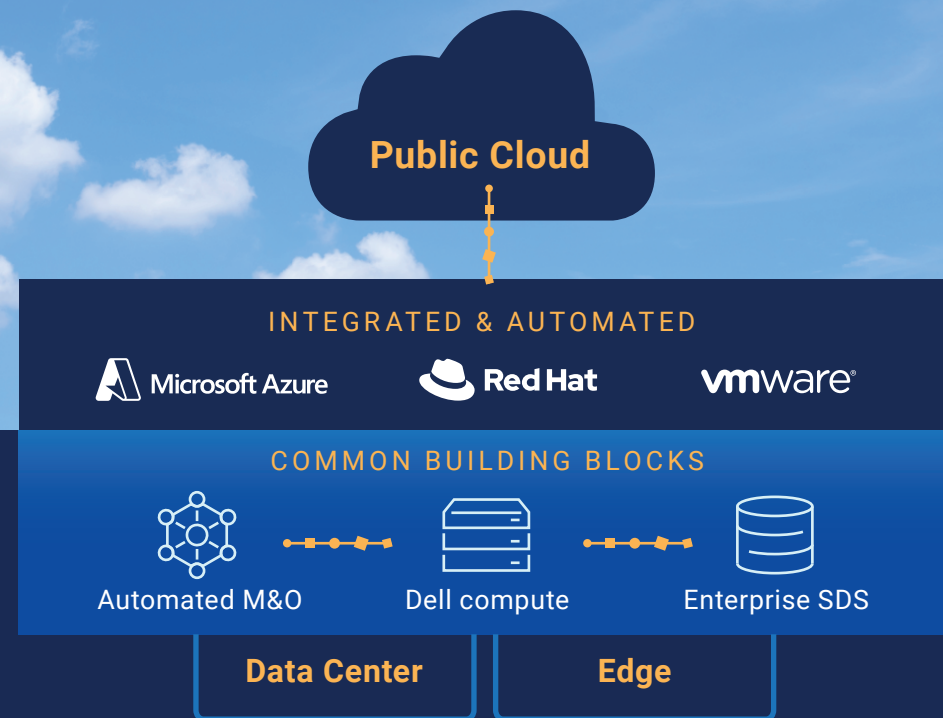 Public Cloud
INTEGRATED & AUTOMATED
Microsoft Azure
Red Hat
vmware®
COMMON BUILDING BLOCKS
Automated M&O
Dell compute
Enterprise SDS
Data Center
Edge